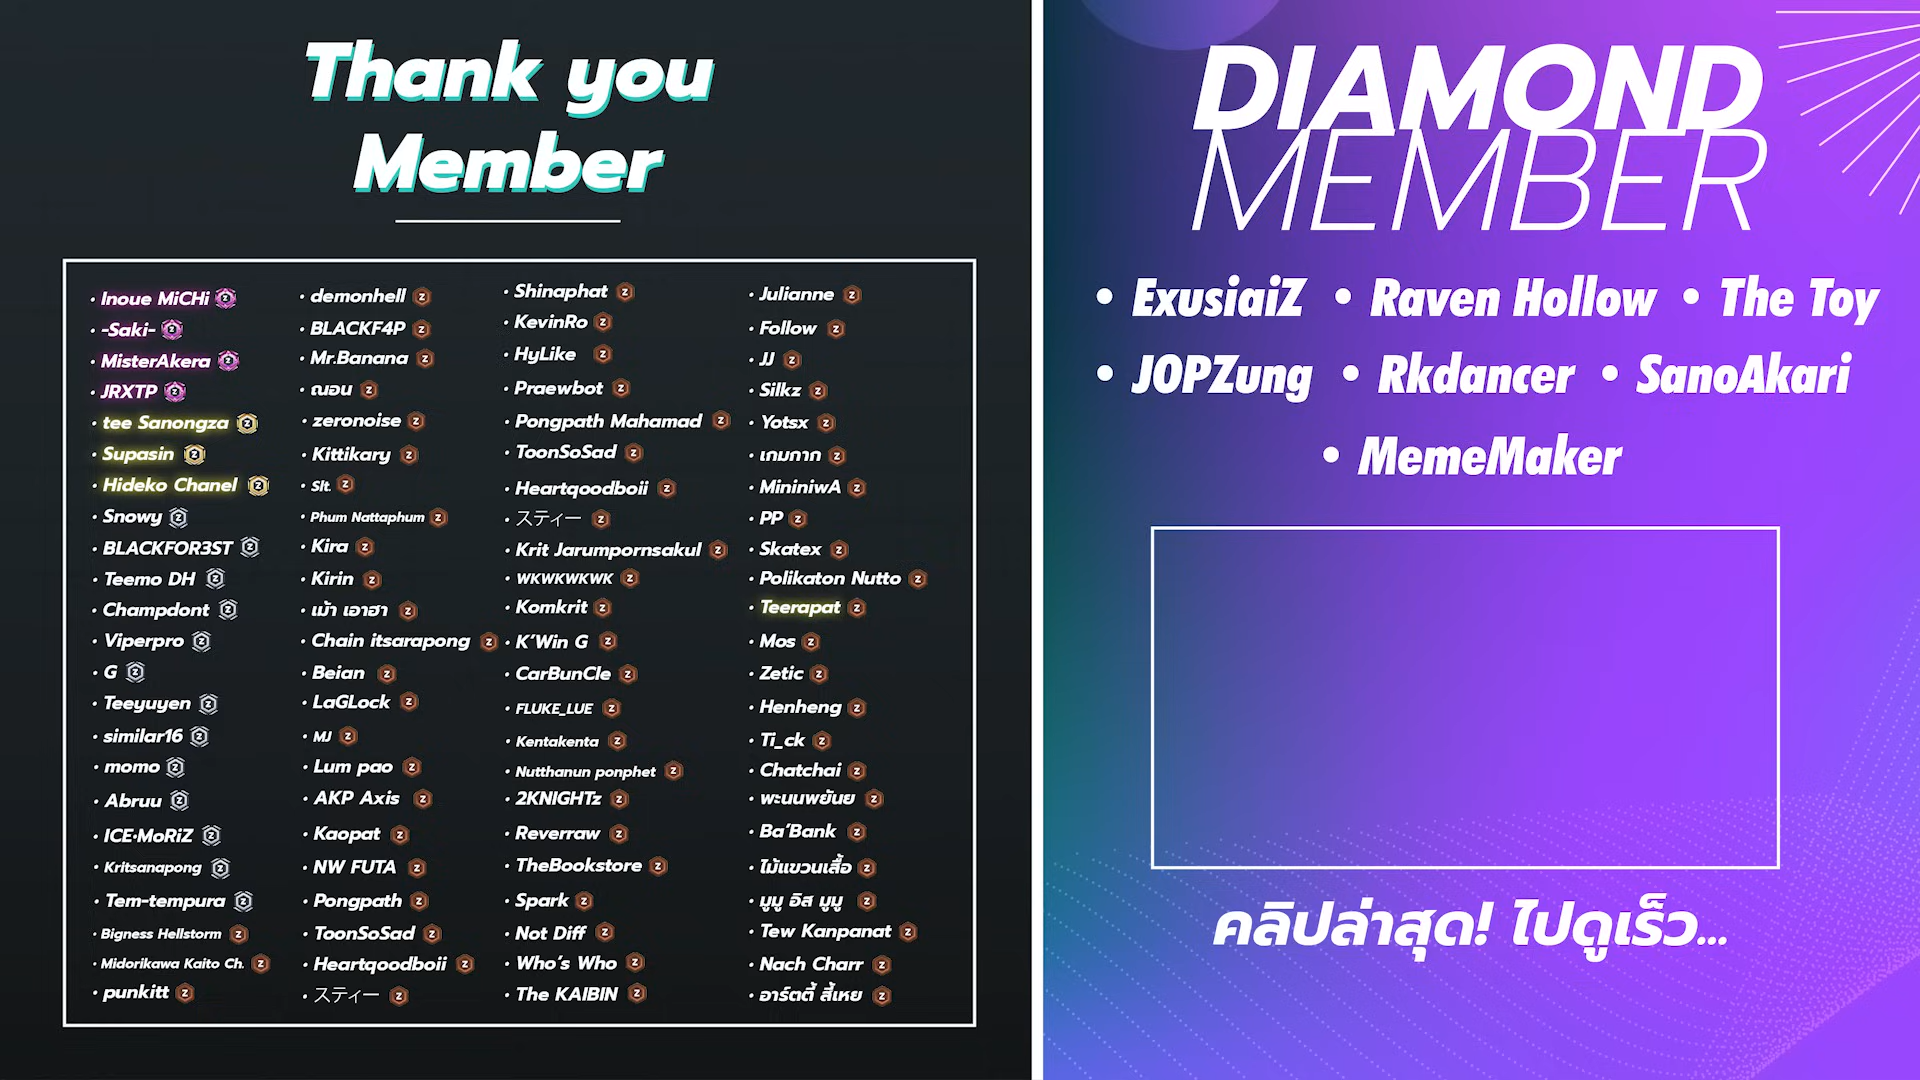 Thank you
Member
• Inoue MiCHi
• -Saki-
• MisterAkera
• JRXTP
• tee Sanongza
• Supasin
• Hideko Chanel
• Snowy
• BLACKFOR3ST
• Teemo DH
• Champdont
• Viperpro
• G
• Teeyuyen
• similar16
• momo
• Abruu
• ICE·MoRiZ
• Kritsanapong
• Tem-tempura
• Bigness Hellstorm
• Midorikawa Kaito Ch.
• punkitt
• demonhell
• BLACKF4P
• Mr.Banana
• ฌอน
• zeronoise
• Kittikary
• Slt.
• Phum Nattaphum
• Kira
• Kirin
• เม้า เอาฮา
• Chain itsarapong
• Beian
• LaGLock
• MJ
• Lum pao
• AKP Axis
• Kaopat
• NW FUTA
• Pongpath
• ToonSoSad
• Heartqoodboii
• スティー
• Shinaphat
• KevinRo
• HyLike
• Praewbot
• Pongpath Mahamad
• ToonSoSad
• Heartqoodboii
• スティー
• Krit Jarumpornsakul
• WKWKWKWK
• Komkrit
• K'Win G
• CarBunCle
• FLUKE_LUE
• Kentakenta
• Nutthanun ponphet
• 2KNIGHTz
• Reverraw
• TheBookstore
• Spark
• Not Diff
• Who's Who
• The KAIBIN
• Julianne
• Follow
• JJ
• Silkz
• Yotsx
• เกมกาก
• MininiwA
• PP
• Skatex
• Polikaton Nutto
• Teerapat
• Mos
• Zetic
• Henheng
• Ti_ck
• Chatchai
• พะนนพยันย
• Ba'Bank
• ไม้แขวนเสื้อ
• มูมู อิส มูมู
• Tew Kanpanat
• Nach Charr
• อาร์ตตี้ สี้เหย
DIAMOND
MEMBER
• ExusiaiZ • Raven Hollow • The Toy
• JOPZung • Rkdancer • SanoAkari
• MemeMaker
คลิปล่าสุด! ไปดูเร็ว...